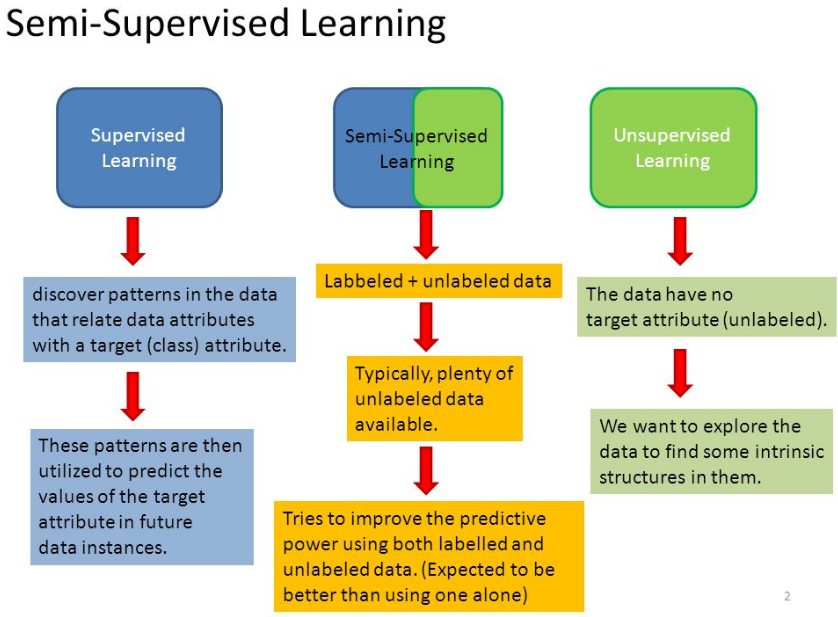 Semi-Supervised Learning
Supervised
Learning
discover patterns in the data
that relate data attributes
with a target (class) attribute.
These patterns are then
utilized to predict the
values of the target
attribute in future
data instances.
Semi-Supervised
Learning
Labbeled + unlabeled data
Typically, plenty of
unlabeled data
available.
Tries to improve the predictive
power using both labelled and
unlabeled data. (Expected to be
better than using one alone)
Unsupervised
Learning
The data have no
target attribute (unlabeled).
We want to explore the
data to find some intrinsic
structures in them.
2